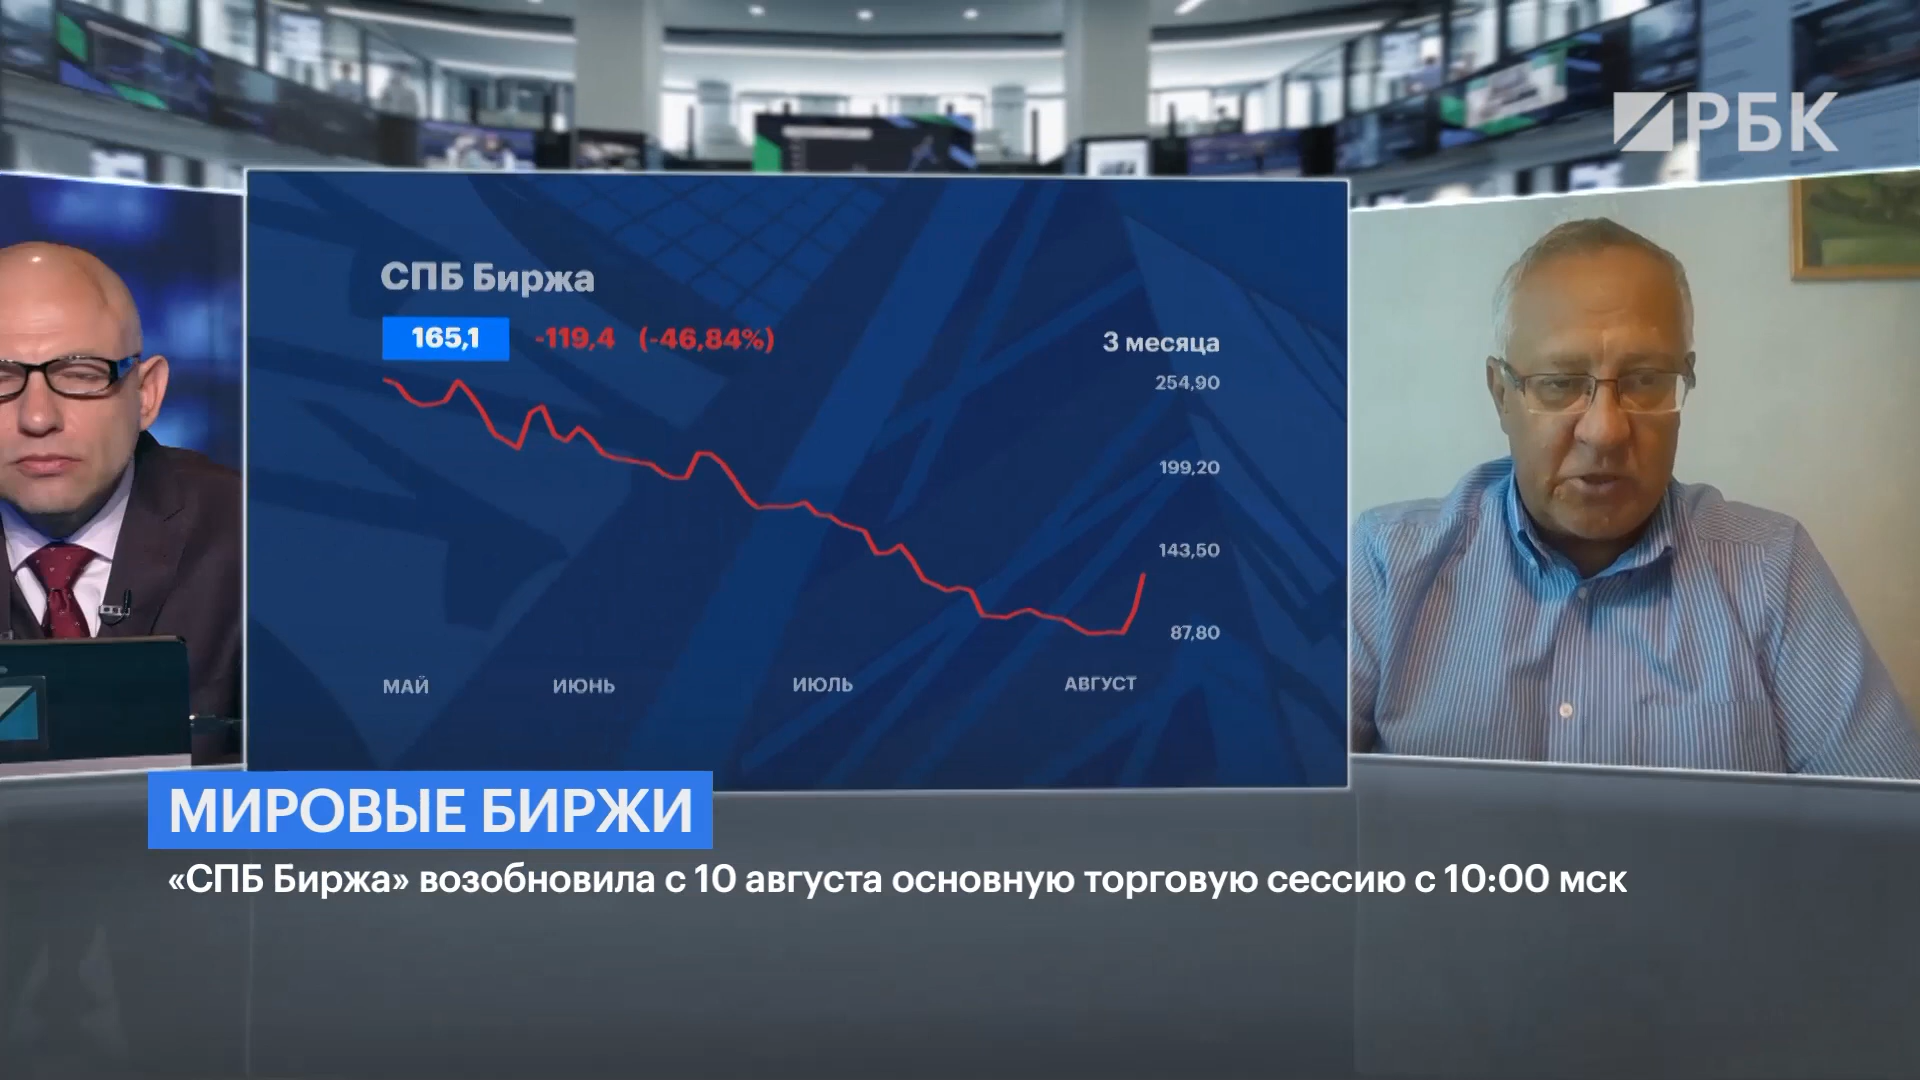 РБК
СПБ Биржа
165,1 -119,4 (-46,84%)
3 месяца
254,90
199,20
143,50
87,80
МАЙ ИЮНЬ ИЮЛЬ АВГУСТ
МИРОВЫЕ БИРЖИ
«СПБ Биржа» возобновила с 10 августа основную торговую сессию с 10:00 мск